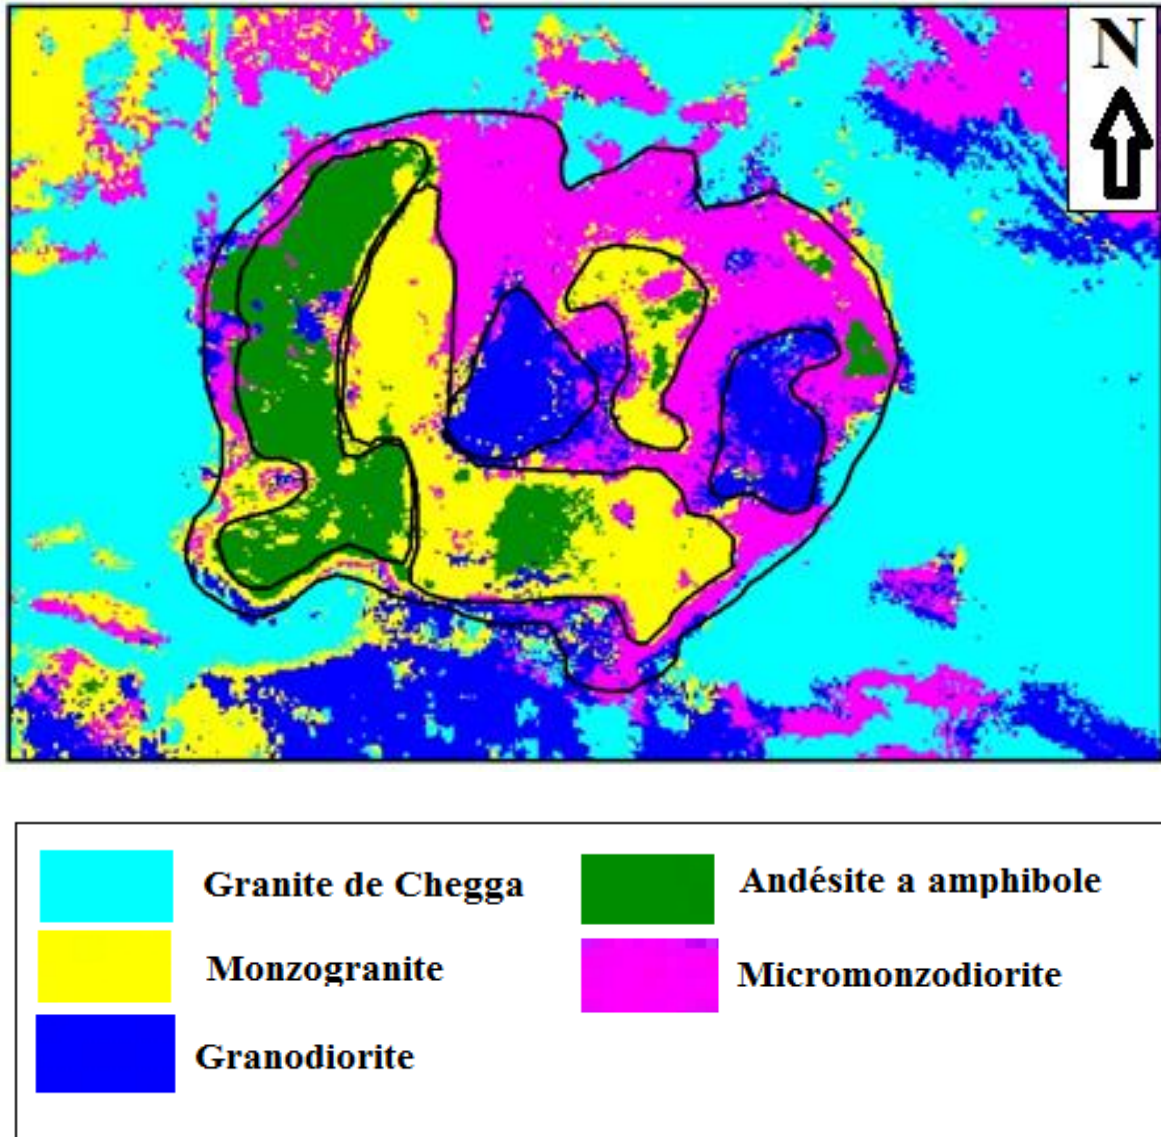 N
Granite de Chegga
Andésite a amphibole
Monzogranite
Micromonzodiorite
Granodiorite